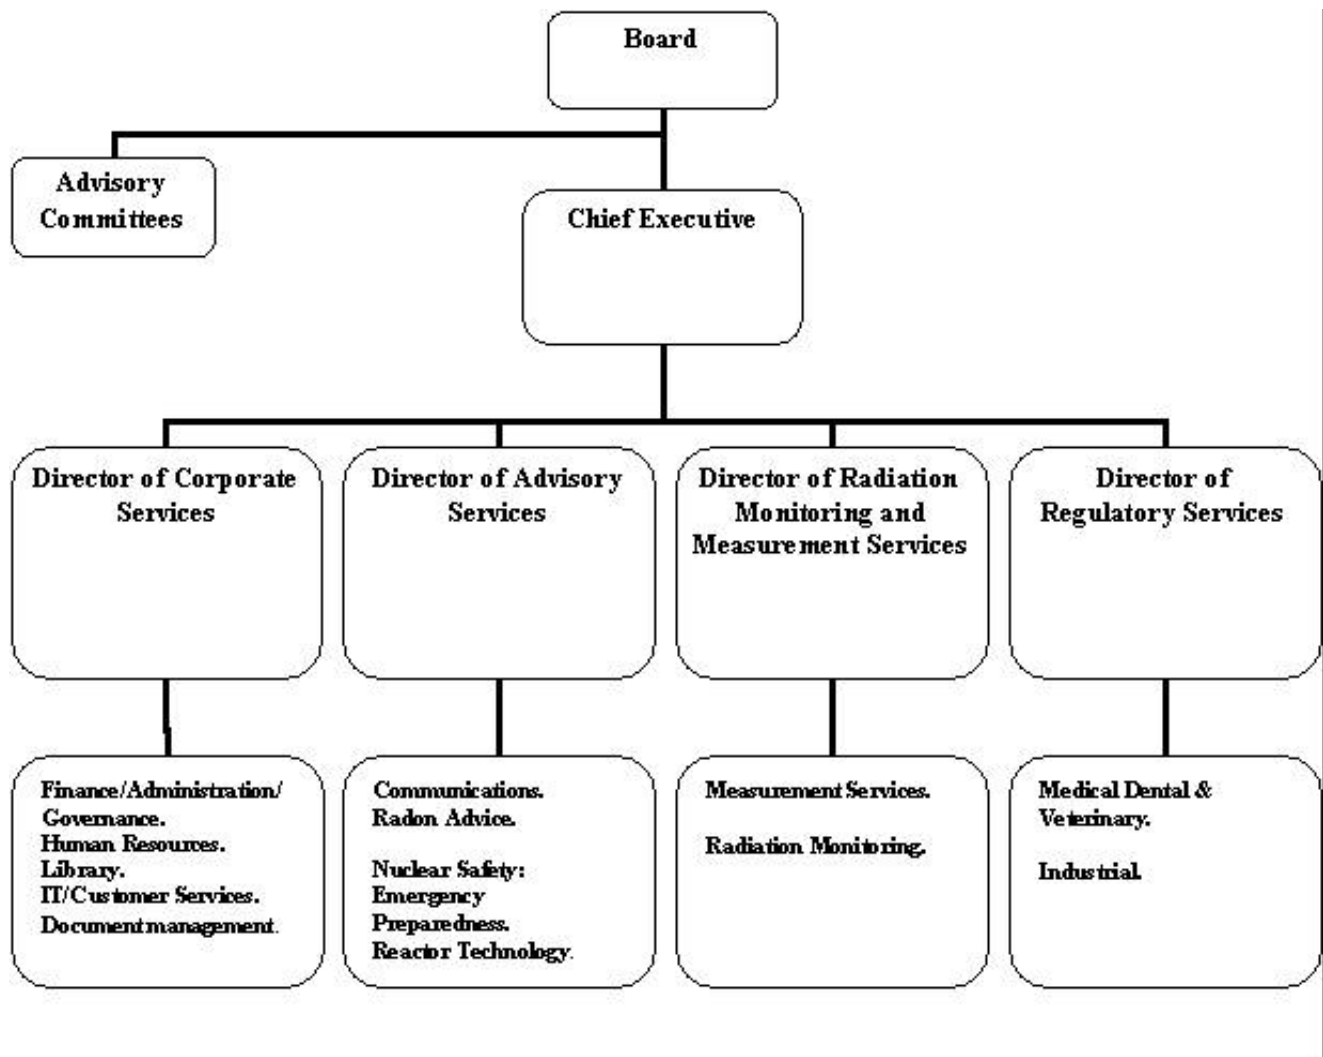 Board
Advisory
Committees
Chief Executive
Director of Corporate
Services
Director of Advisory
Services
Director of Radiation
Monitoring and
Measurement Services
Director of
Regulatory Services
Finance/Administration/
Governance.
Human Resources.
Library.
IT/Customer Services.
Document management.
Communications.
Radon Advice.
Nuclear Safety:
Emergency
Preparedness.
Reactor Technology.
Measurement Services.
Radiation Monitoring.
Medical Dental &
Veterinary.
Industrial.